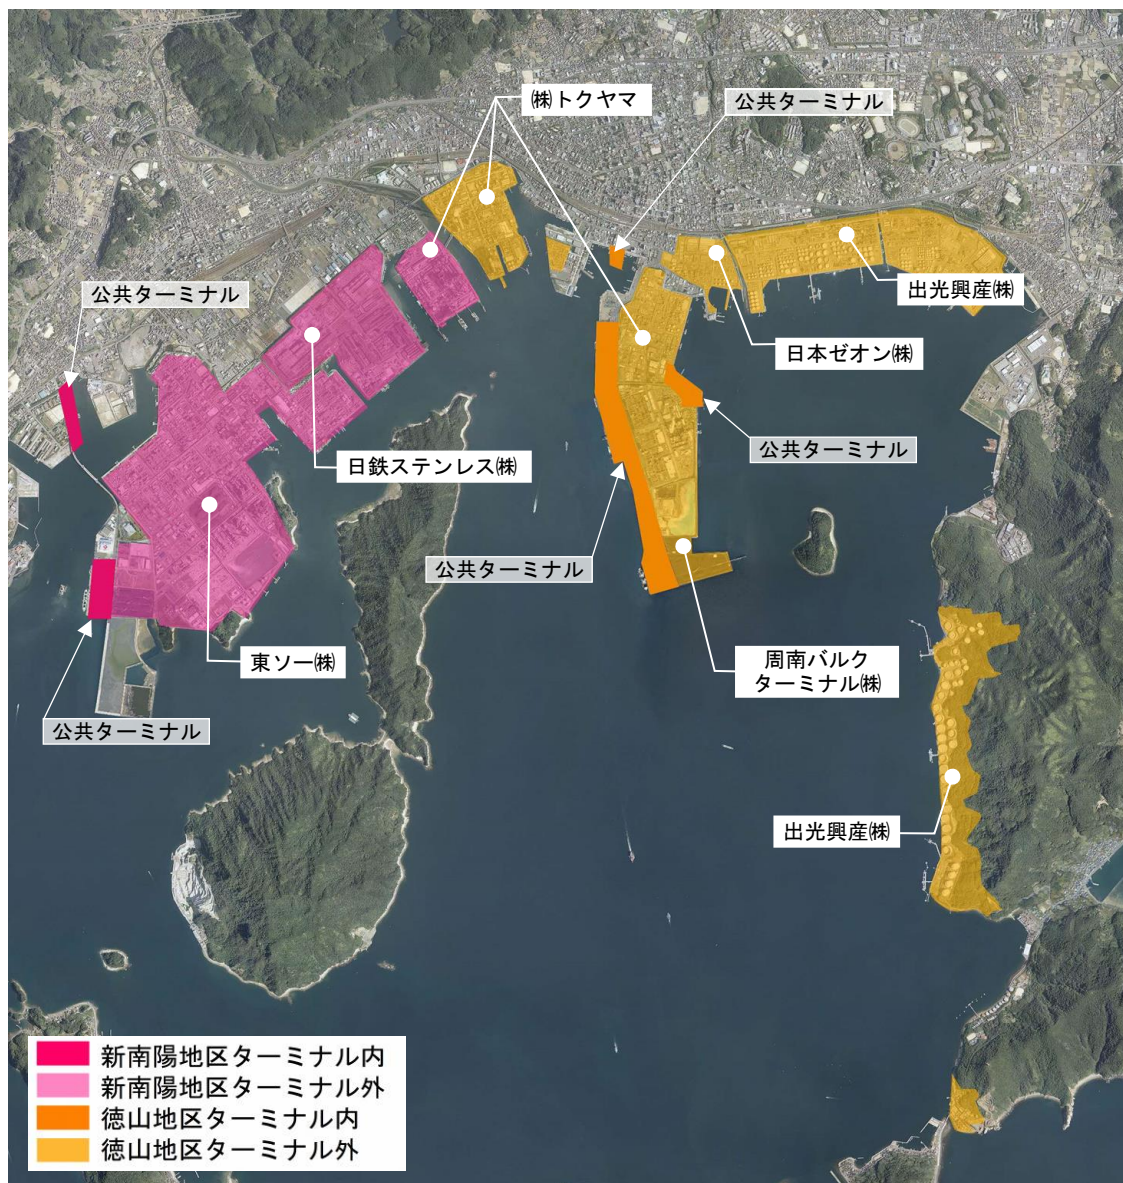 ㈱トクヤマ
公共ターミナル
公共ターミナル
出光興産㈱
日本ゼオン㈱
公共ターミナル
日鉄ステンレス㈱
公共ターミナル
東ソー㈱
周南バルク
ターミナル㈱
公共ターミナル
出光興産㈱
新南陽地区ターミナル内
新南陽地区ターミナル外
徳山地区ターミナル内
徳山地区ターミナル外